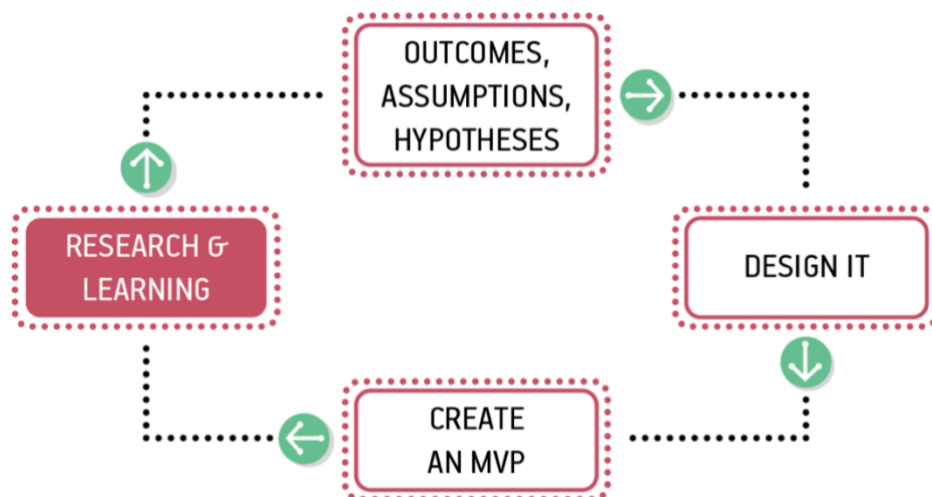 OUTCOMES,
ASSUMPTIONS,
HYPOTHESES
RESEARCH &
LEARNING
DESIGN IT
CREATE
AN MVP